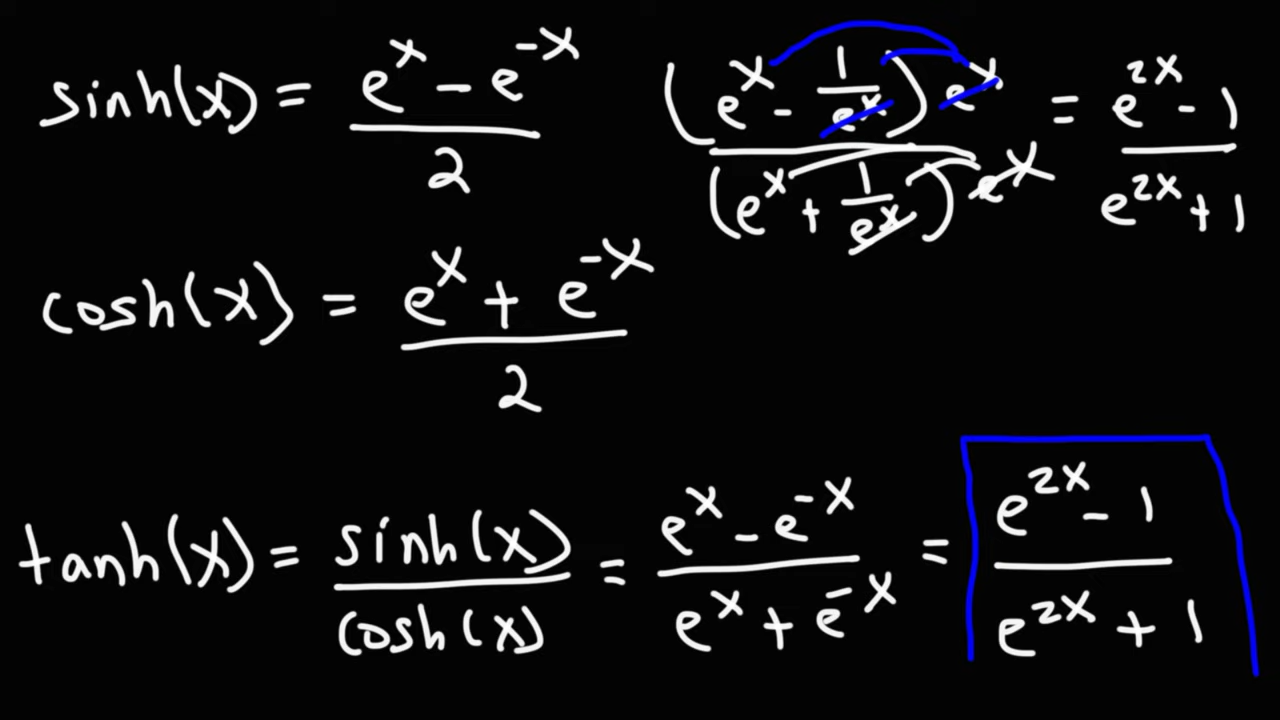 sinh(x) = (e^x - e^-x)/2
((e^x - 1/e^x) e^x)/((e^x + 1/e^x) e^x) = (e^2x - 1)/(e^2x + 1)
cosh(x) = (e^x + e^-x)/2
tanh(x) = sinh(x)/cosh(x) = (e^x - e^-x)/(e^x + e^-x) = (e^2x - 1)/(e^2x + 1)